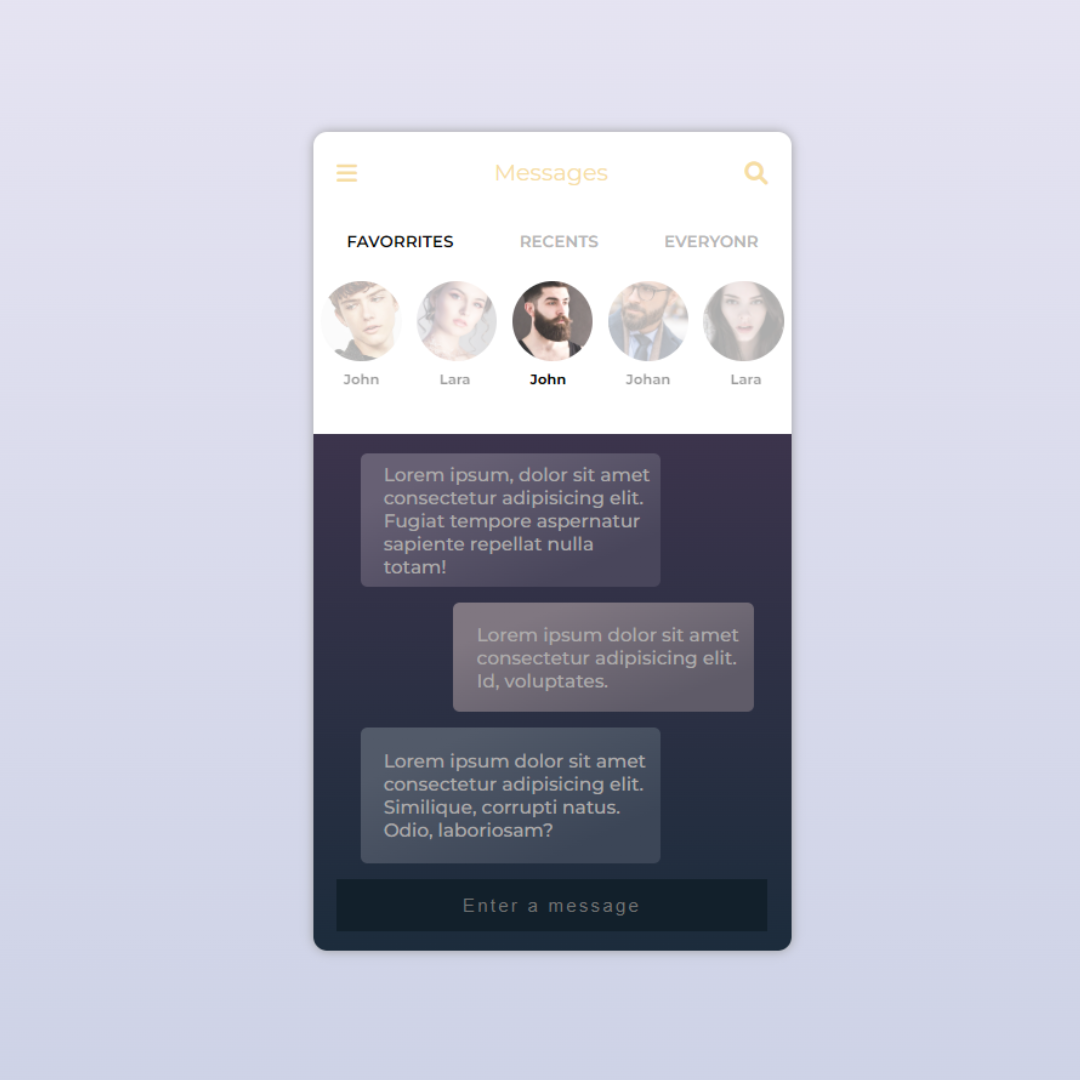 Messages
FAVORRITES RECENTS EVERYONR
John Lara John Johan Lara
Lorem ipsum, dolor sit amet
consectetur adipisicing elit.
Fugiat tempore aspernatur
sapiente repellat nulla
totam!
Lorem ipsum dolor sit amet
consectetur adipisicing elit.
Id, voluptates.
Lorem ipsum dolor sit amet
consectetur adipisicing elit.
Similique, corrupti natus.
Odio, laboriosam?
Enter a message